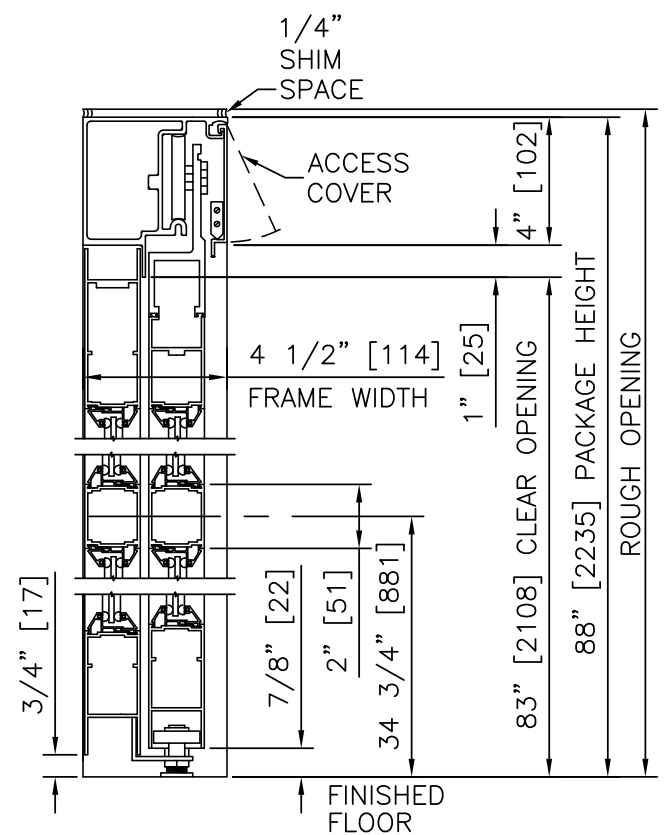 1/4”
SHIM
SPACE
ACCESS
COVER
4” [102]
4 1/2” [114]
FRAME WIDTH
1” [25]
83” [2108] CLEAR OPENING
88” [2235] PACKAGE HEIGHT
ROUGH OPENING
3/4” [17]
7/8” [22]
2” [51]
34 3/4” [881]
FINISHED
FLOOR